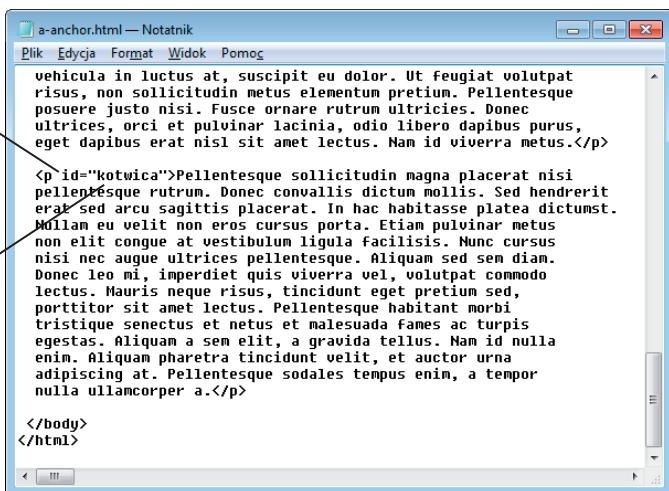 a-anchor.html — Notatnik
Plik Edycja Format Widok Pomoc
vehicula in luctus at, suscipit eu dolor. Ut feugiat volutpat
risus, non sollicitudin metus elementum pretium. Pellentesque
posuere justo nisi. Fusce ornare rutrum ultricies. Donec
ultrices, orci et pulvinar lacinia, odio libero dapibus purus,
eget dapibus erat nisl sit amet lectus. Nam id viverra metus.</p>
<p id="kotwica">Pellentesque sollicitudin magna placerat nisi
pellentesque rutrum. Donec convallis dictum mollis. Sed hendrerit
erat sed arcu sagittis placerat. In hac habitasse platea dictumst.
Nullam eu velit non eros cursus porta. Etiam pulvinar metus
non elit congue at vestibulum ligula facilisis. Nunc cursus
nisi nec augue ultrices pellentesque. Aliquam sed sem diam.
Donec leo mi, imperdiet quis viverra vel, volutpat commodo
lectus. Mauris neque risus, tincidunt eget pretium sed,
porttitor sit amet lectus. Pellentesque habitant morbi
tristique senectus et netus et malesuada fames ac turpis
egestas. Aliquam a sem elit, a gravida tellus. Nam id nulla
enim. Aliquam pharetra tincidunt velit, et auctor urna
adipiscing at. Pellentesque sodales tempus enim, a tempor
nulla ullamcorper a.</p>
</body>
</html>